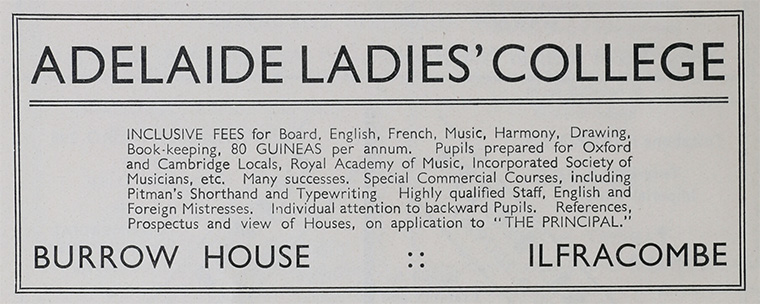 ADELAIDE LADIES' COLLEGE
INCLUSIVE FEES for Board, English, French, Music, Harmony, Drawing,
Book-keeping, 80 GUINEAS per annum. Pupils prepared for Oxford
and Cambridge Locals, Royal Academy of Music, Incorporated Society of
Musicians, etc. Many successes. Special Commercial Courses, including
Pitman's Shorthand and Typewriting Highly qualified Staff, English and
Foreign Mistresses. Individual attention to backward Pupils. References,
Prospectus and view of Houses, on application to "THE PRINCIPAL."
BURROW HOUSE :: ILFRACOMBE